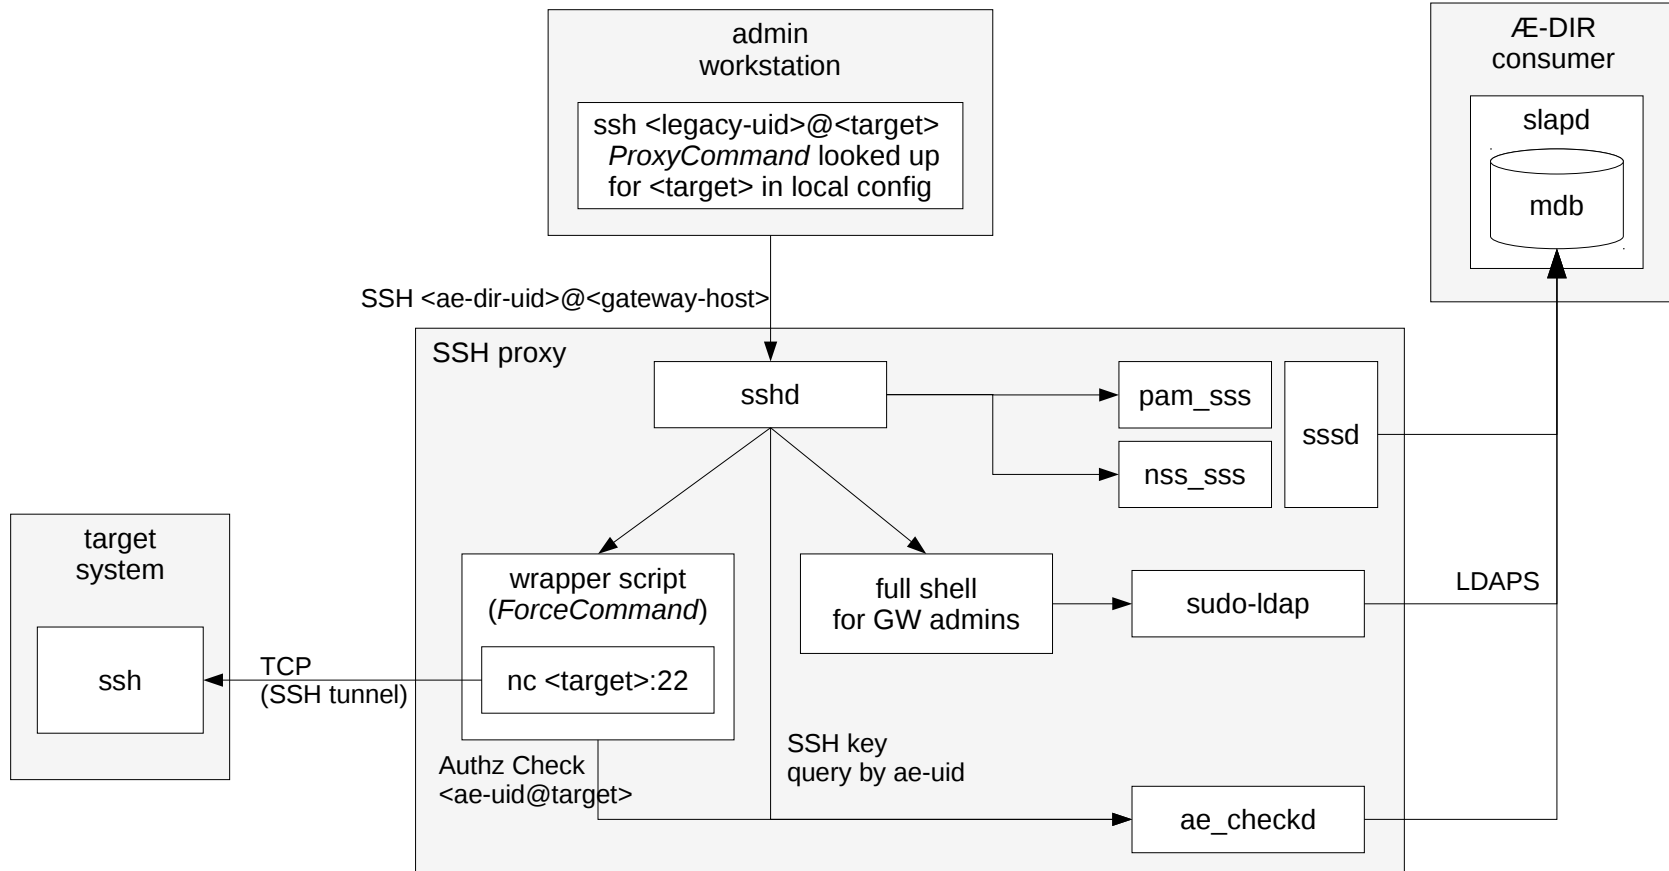 admin
workstation
ssh <legacy-uid>@<target>
ProxyCommand looked up
for <target> in local config
Æ-DIR
consumer
slapd
mdb
SSH <ae-dir-uid>@<gateway-host>
SSH proxy
sshd
pam_sss
nss_sss
sssd
target
system
ssh
TCP
(SSH tunnel)
wrapper script
(ForceCommand)
nc <target>:22
full shell
for GW admins
sudo-ldap
LDAPS
Authz Check
<ae-uid@target>
SSH key
query by ae-uid
ae_checkd